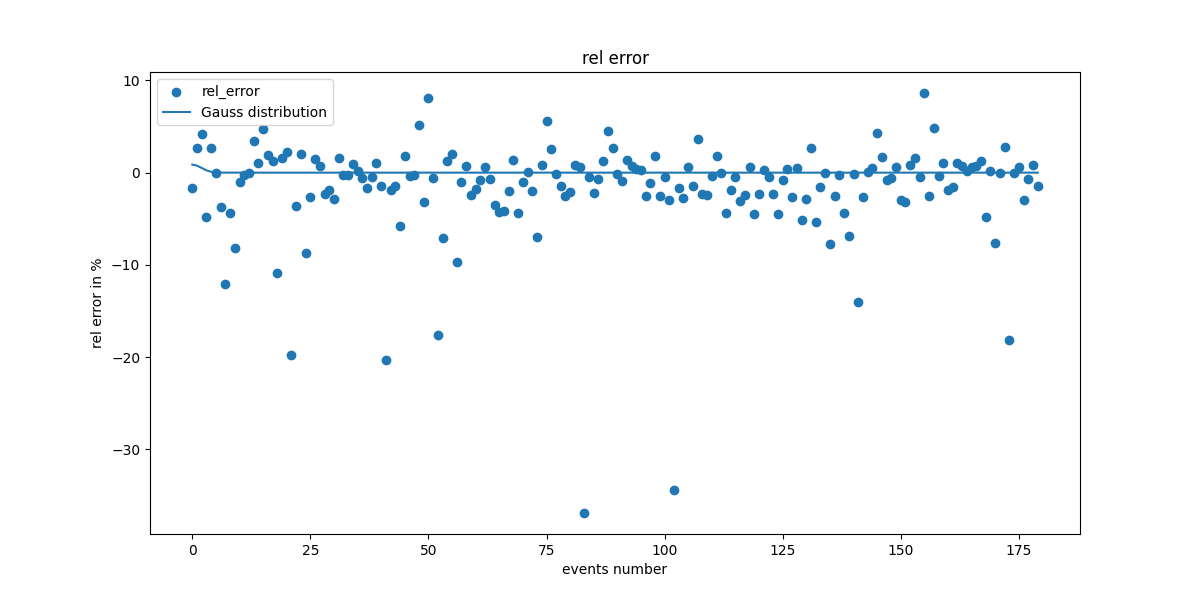 rel error
rel_error
Gauss distribution
rel error in %
10
0
−10
−20
−30
0 25 50 75 100 125 150 175
events number